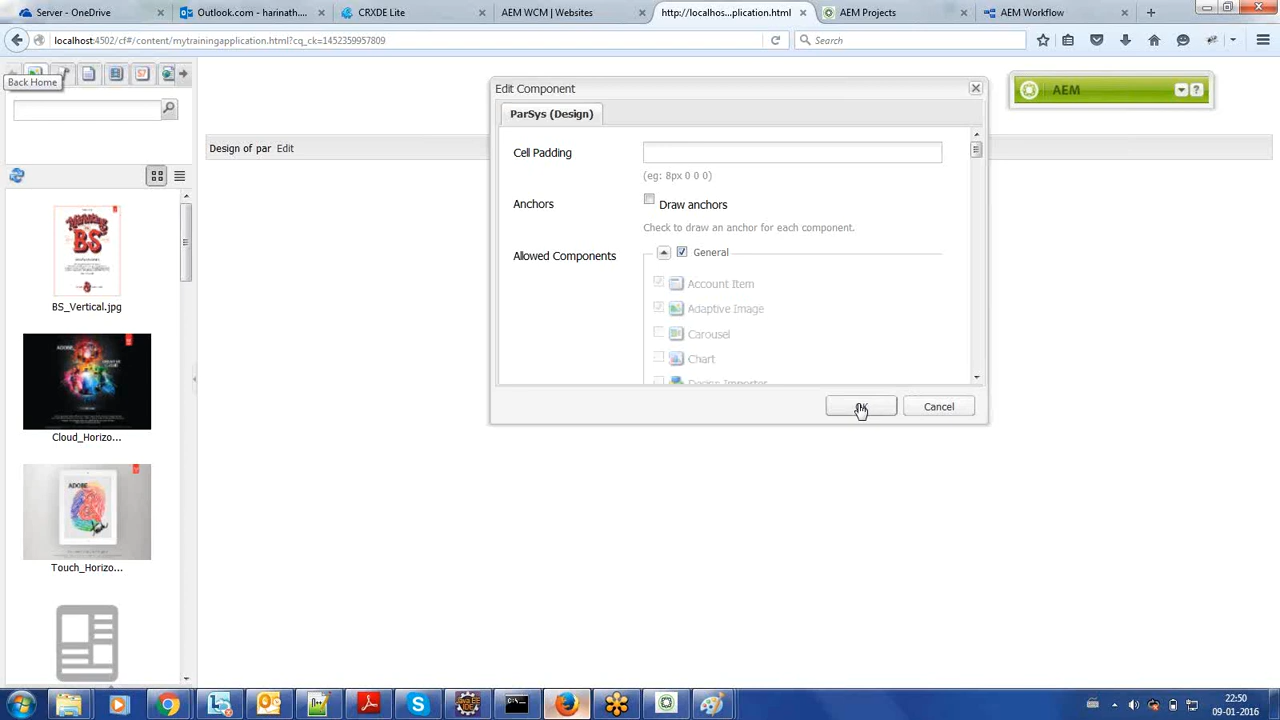 Server - OneDrive
Outlook.com - harinath....
CRXDE Lite
AEM WCM | Websites
http://localhos...plication.html
AEM Projects
AEM Workflow
localhost:4502/cf#/content/mytrainingapplication.html?cq_ck=1452359957809
Search
Back Home
Edit Component
AEM
ParSys (Design)
Design of par Edit
Cell Padding
(eg: 8px 0 0 0)
Anchors
Draw anchors
Check to draw an anchor for each component.
Allowed Components
General
Account Item
Adaptive Image
Carousel
Chart
Design Importer
OK
Cancel
BS_Vertical.jpg
Cloud_Horizo...
Touch_Horizo...
22:50
09-01-2016